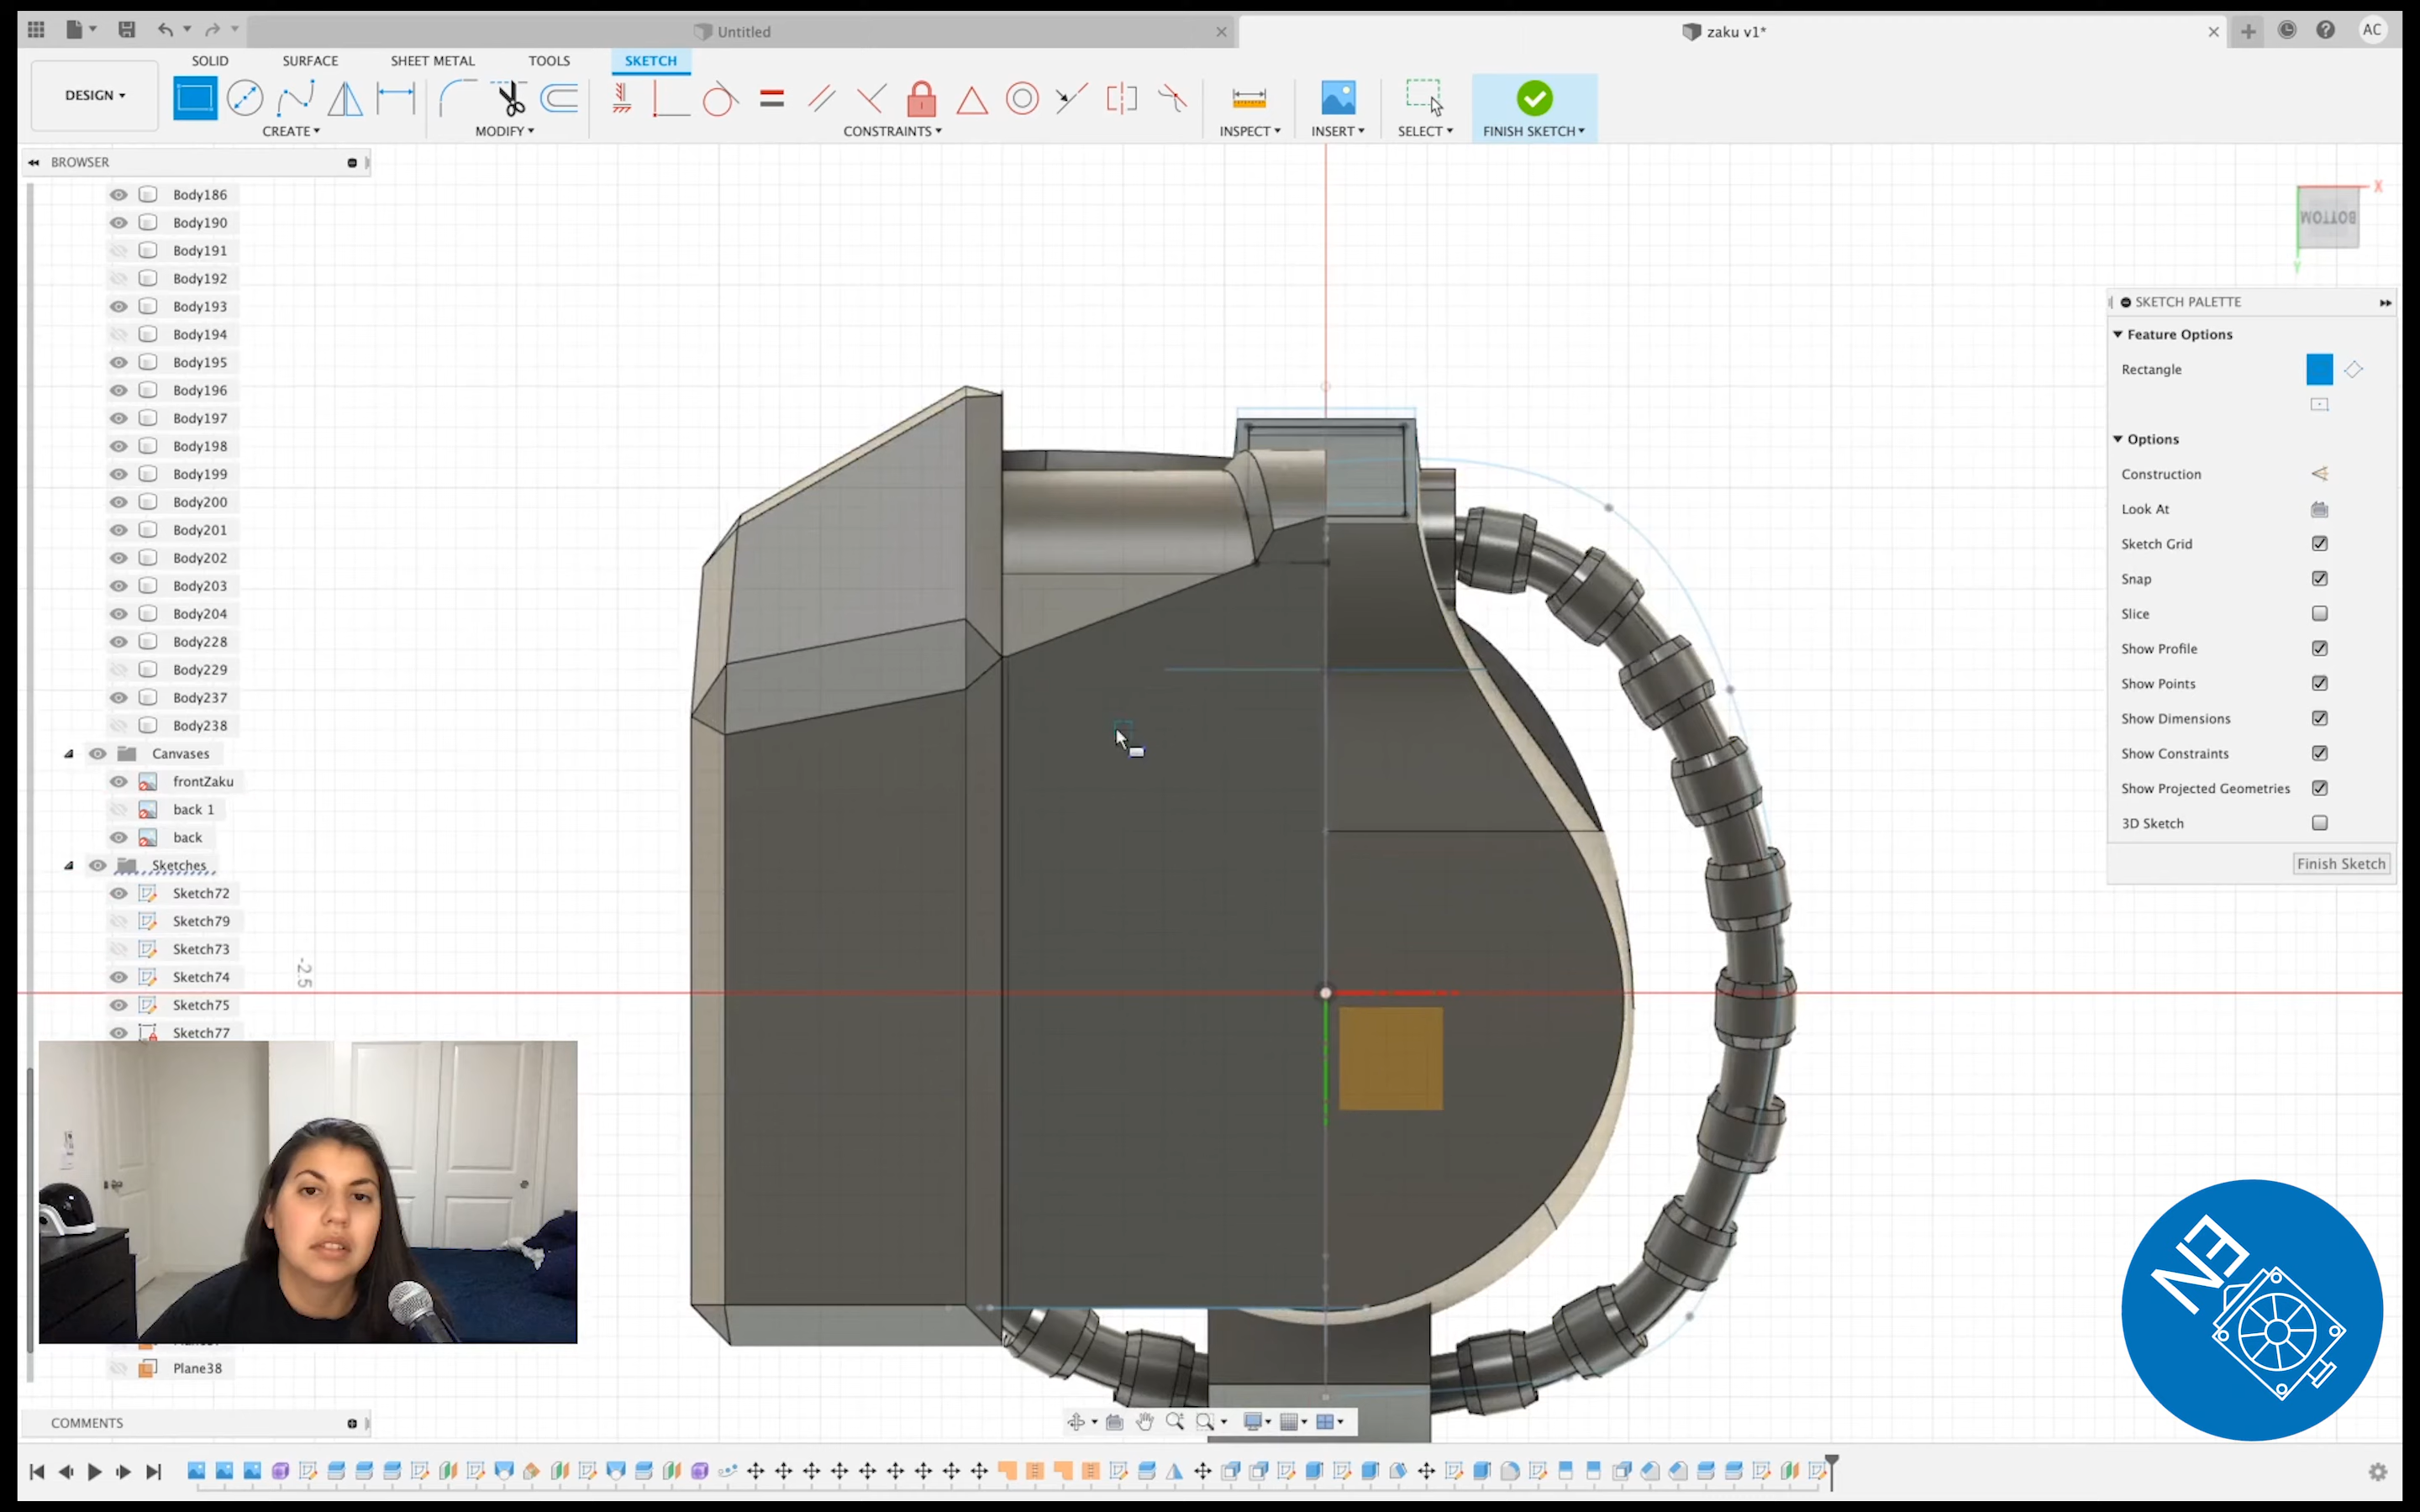 Untitled
zaku v1*
AC
SOLID
SURFACE
SHEET METAL
TOOLS
SKETCH
DESIGN
CREATE
MODIFY
CONSTRAINTS
INSPECT
INSERT
SELECT
FINISH SKETCH
BROWSER
Body186
Body190
Body191
Body192
Body193
Body194
Body195
Body196
Body197
Body198
Body199
Body200
Body201
Body202
Body203
Body204
Body228
Body229
Body237
Body238
Canvases
frontZaku
back 1
back
Sketches
Sketch72
Sketch79
Sketch73
Sketch74
Sketch75
Sketch77
Plane38
COMMENTS
-2.5
X
BOTTOM
Y
SKETCH PALETTE
Feature Options
Rectangle
Options
Construction
Look At
Sketch Grid
Snap
Slice
Show Profile
Show Points
Show Dimensions
Show Constraints
Show Projected Geometries
3D Sketch
Finish Sketch